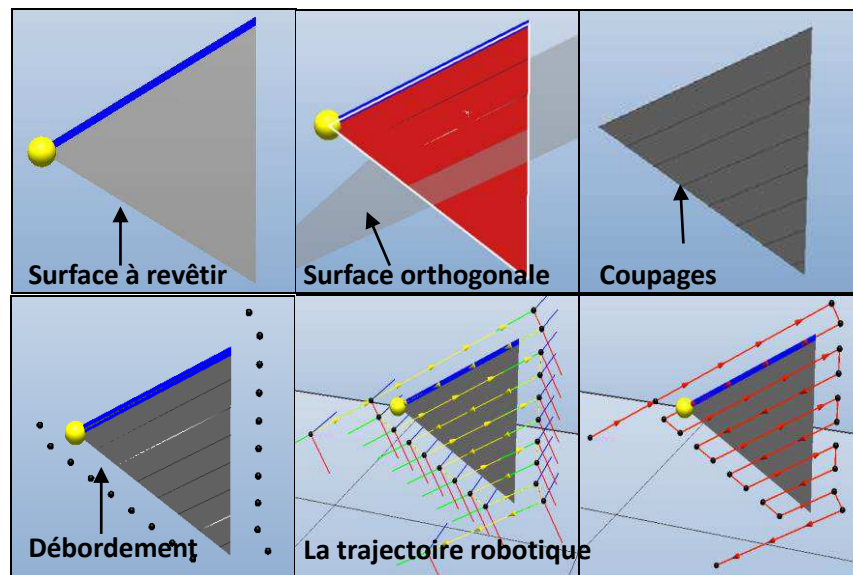 Surface à revêtir
Surface orthogonale
Coupages
Débordement
La trajectoire robotique